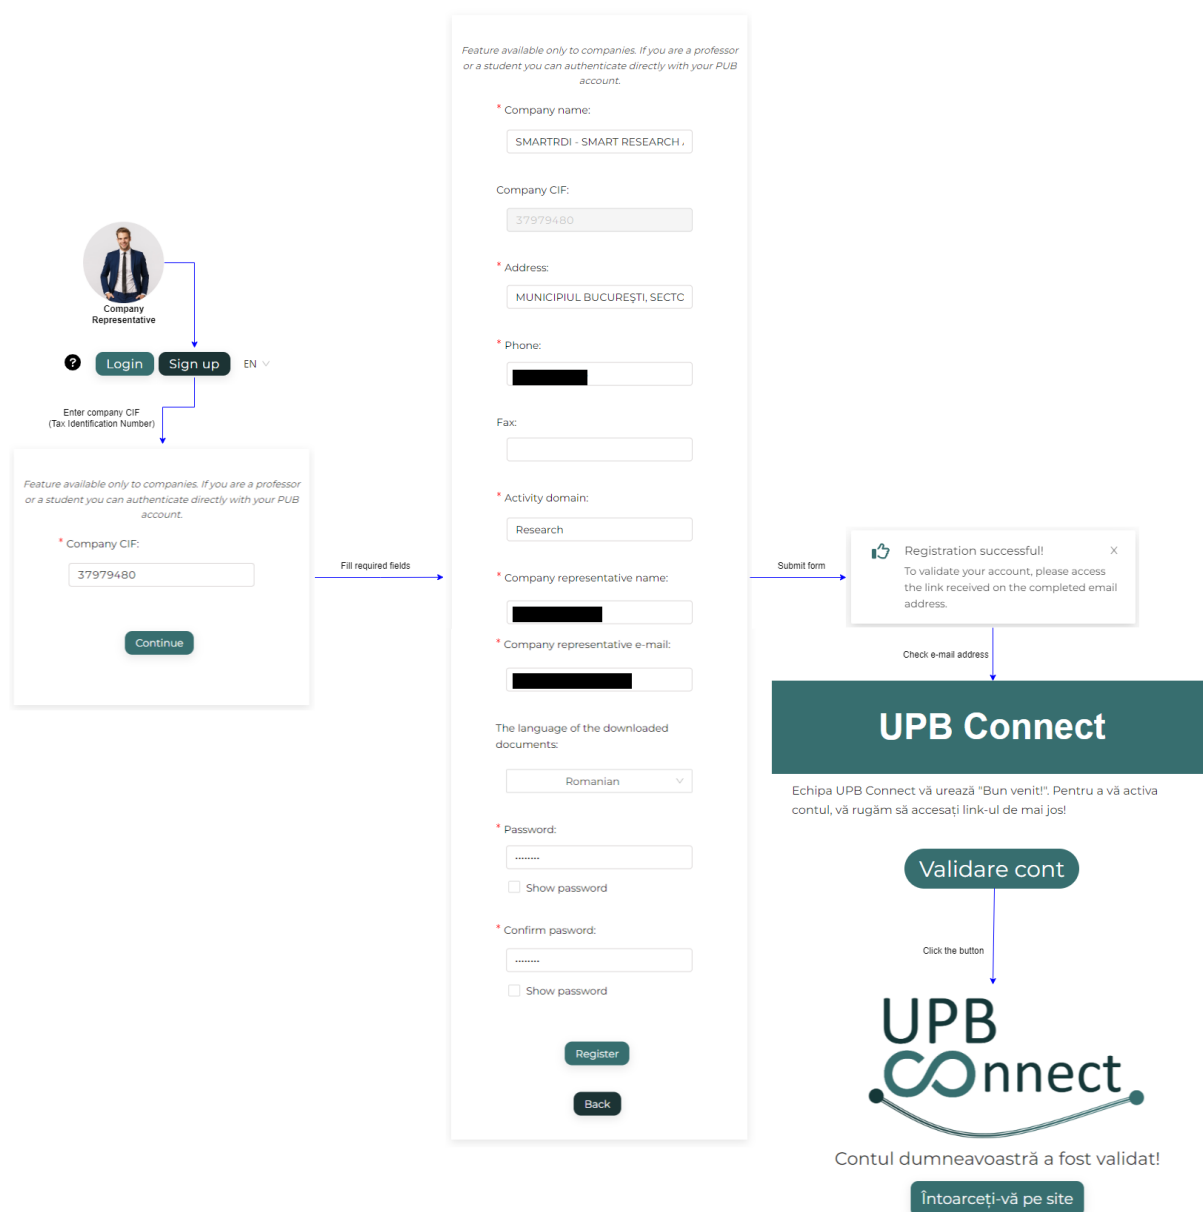 Company
Representative
?
Login
Sign up
EN
Enter company CIF
(Tax Identification Number)
Feature available only to companies. If you are a professor
or a student you can authenticate directly with your PUB
account.
* Company CIF:
37979480
Continue
Fill required fields
Feature available only to companies. If you are a professor
or a student you can authenticate directly with your PUB
account.
* Company name:
SMARTRDI - SMART RESEARCH
Company CIF:
37979480
* Address:
MUNICIPIUL BUCUREŞTI, SECTO
* Phone:
Fax:
* Activity domain:
Research
* Company representative name:
* Company representative e-mail:
The language of the downloaded
documents:
Romanian
* Password:
........
Show password
* Confirm pasword:
........
Show password
Register
Back
Submit form
Registration successful!
X
To validate your account, please access
the link received on the completed email
address.
Check e-mail address
UPB Connect
Echipa UPB Connect vă urează "Bun venit!". Pentru a vă activa
contul, vă rugăm să accesați link-ul de mai jos!
Validare cont
Click the button
UPB
Connect
Contul dumneavoastră a fost validat!
Întoarceți-vă pe site